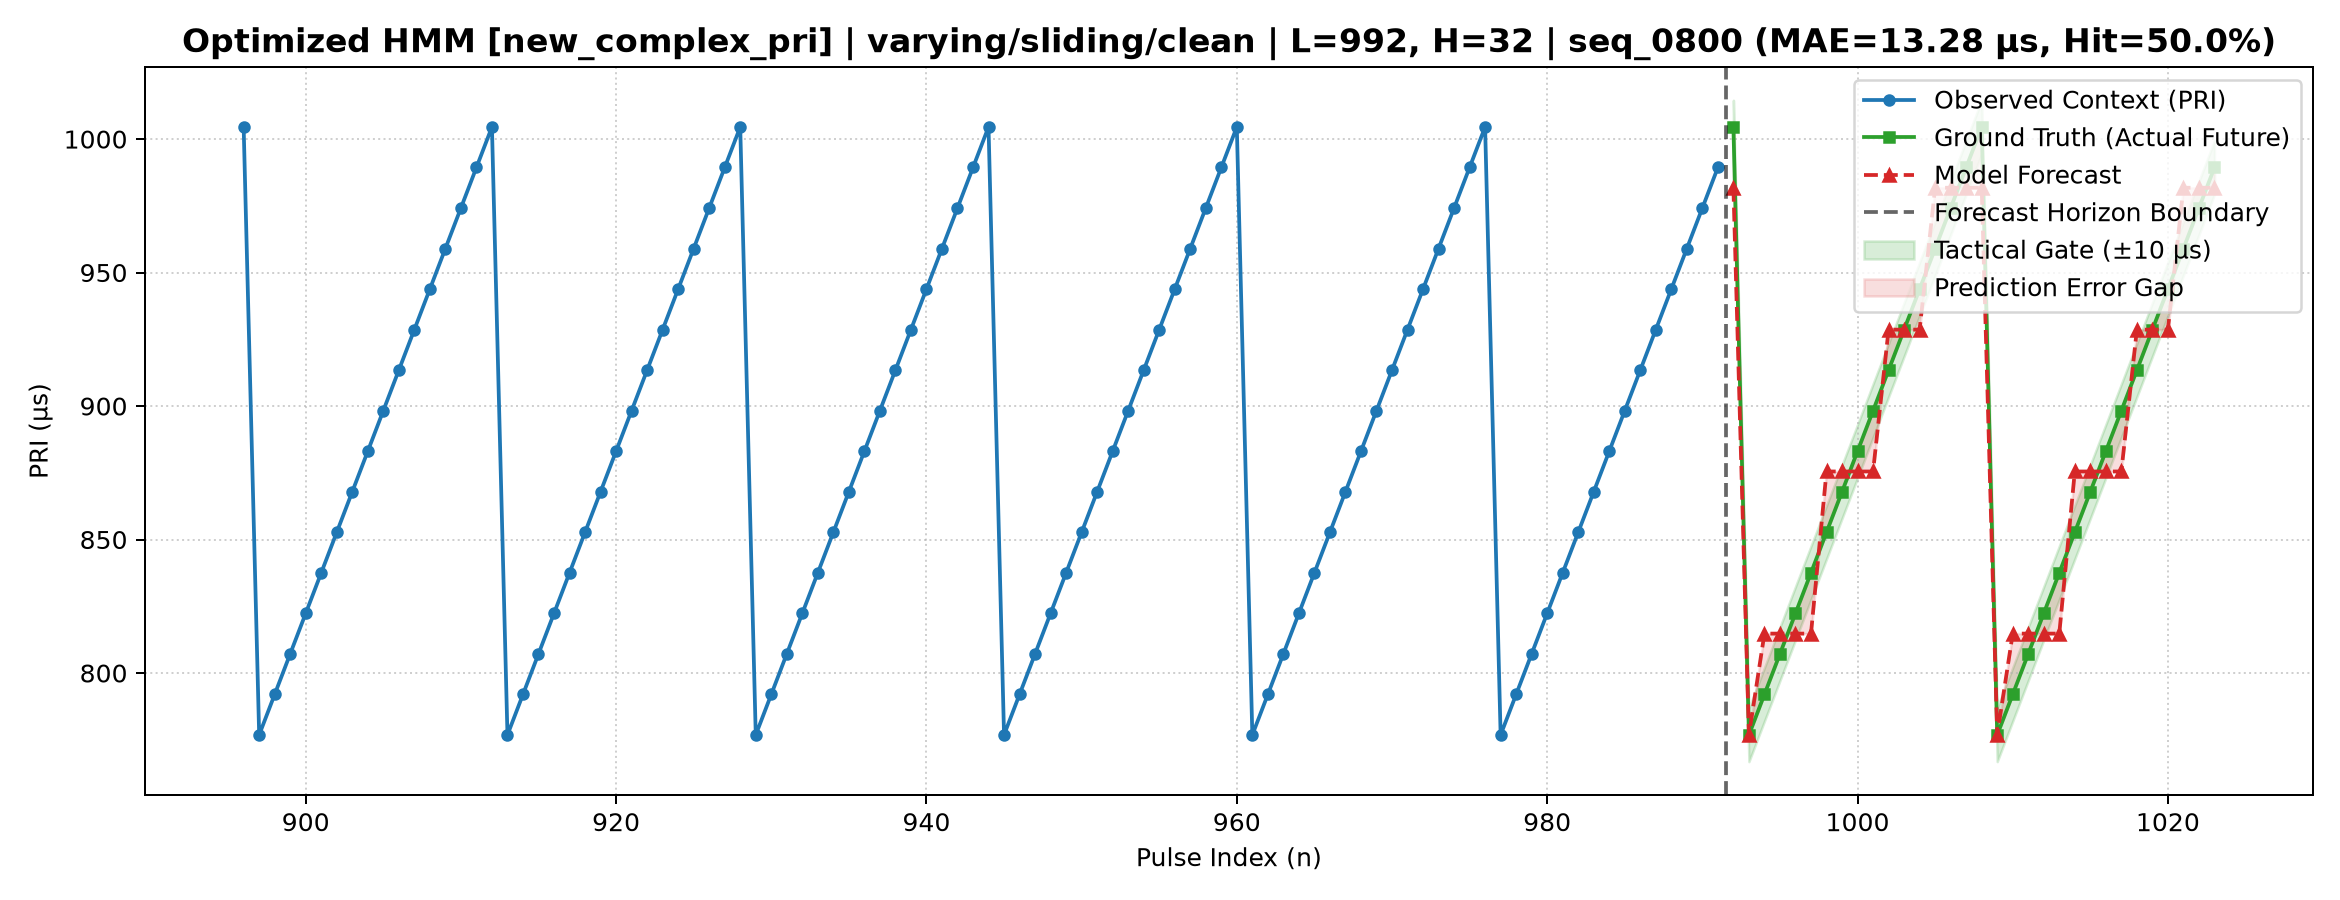 Optimized HMM [new_complex_pri] | varying/sliding/clean | L=992, H=32 | seq_0800 (MAE=13.28 µs, Hit=50.0%)
Observed Context (PRI)
Ground Truth (Actual Future)
Model Forecast
Forecast Horizon Boundary
Tactical Gate (±10 µs)
Prediction Error Gap
PRI (µs)
1000
950
900
850
800
900 920 940 960 980 1000 1020
Pulse Index (n)